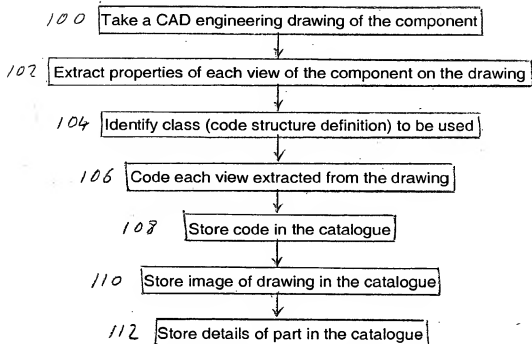 100 Take a CAD engineering drawing of the component
102 Extract properties of each view of the component on the drawing
104 Identify class (code structure definition) to be used
106 Code each view extracted from the drawing
108 Store code in the catalogue
110 Store image of drawing in the catalogue
112 Store details of part in the catalogue